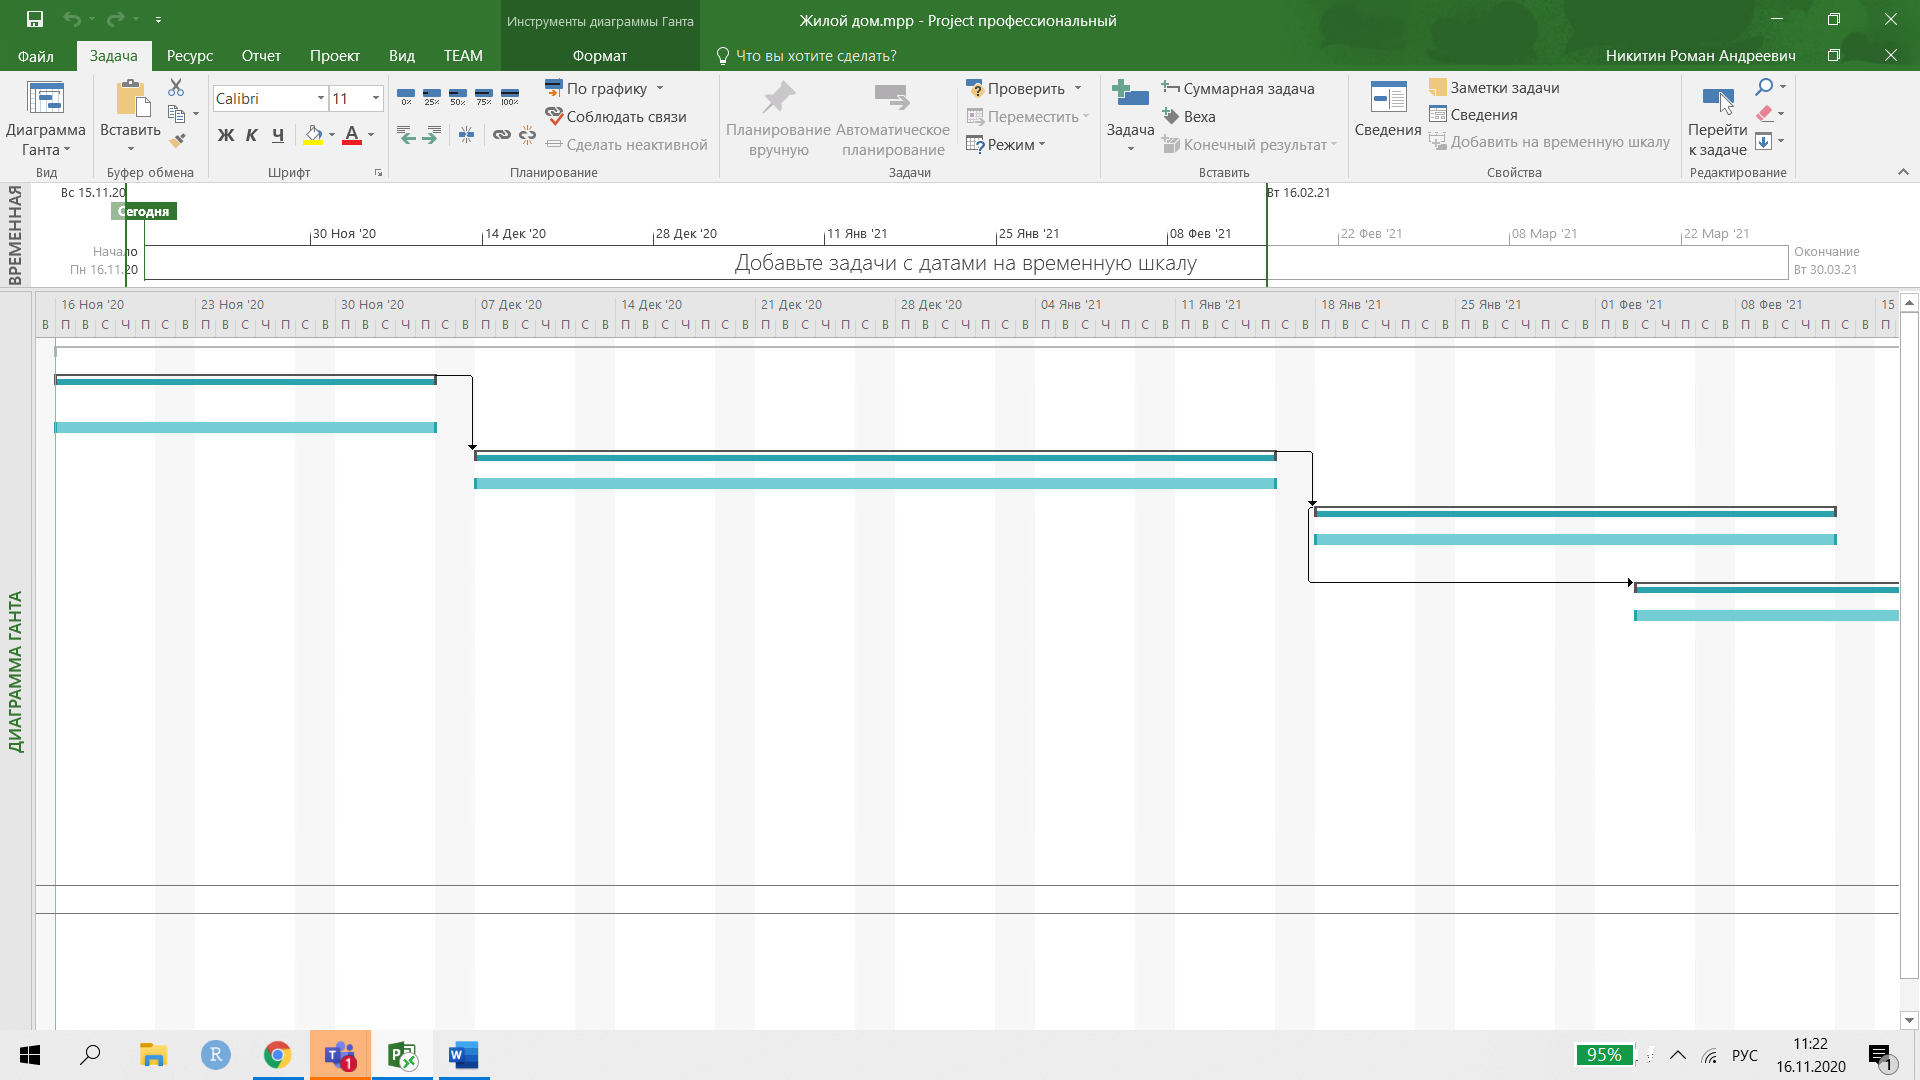 Инструменты диаграммы Ганта
Жилой дом.mpp - Project профессиональный
Файл Задача Ресурс Отчет Проект Вид TEAM Формат Что вы хотите сделать? Никитин Роман Андреевич
Диаграмма Ганта
Вид
Вставить
Буфер обмена
Calibri 11
Ж К Ч А
Шрифт
0% 25% 50% 75% 100%
По графику
Соблюдать связи
Сделать неактивной
Планирование
Планирование вручную
Автоматическое планирование
Проверить
Переместить
Режим
Задачи
Задача
Суммарная задача
Веха
Конечный результат
Вставить
Сведения
Заметки задачи
Сведения
Добавить на временную шкалу
Свойства
Перейти к задаче
Редактирование
ВРЕМЕННАЯ
Вс 15.11.20
Вт 16.02.21
Сегодня
30 Ноя '20 14 Дек '20 28 Дек '20 11 Янв '21 25 Янв '21 08 Фев '21 22 Фев '21 08 Мар '21 22 Мар '21
Начало
Пн 16.11.20
Добавьте задачи с датами на временную шкалу
Окончание
Вт 30.03.21
16 Ноя '20 23 Ноя '20 30 Ноя '20 07 Дек '20 14 Дек '20 21 Дек '20 28 Дек '20 04 Янв '21 11 Янв '21 18 Янв '21 25 Янв '21 01 Фев '21 08 Фев '21 15
В П В С Ч П С В П В С Ч П С В П В С Ч П С В П В С Ч П С В П В С Ч П С В П В С Ч П С В П В С Ч П С В П В С Ч П С В П В С Ч П С В П В С Ч П С В П В С Ч П С В П В С Ч П С В П В С Ч П С В П
ДИАГРАММА ГАНТА
R
T
1
W
95%
РУС
11:22
16.11.2020
1